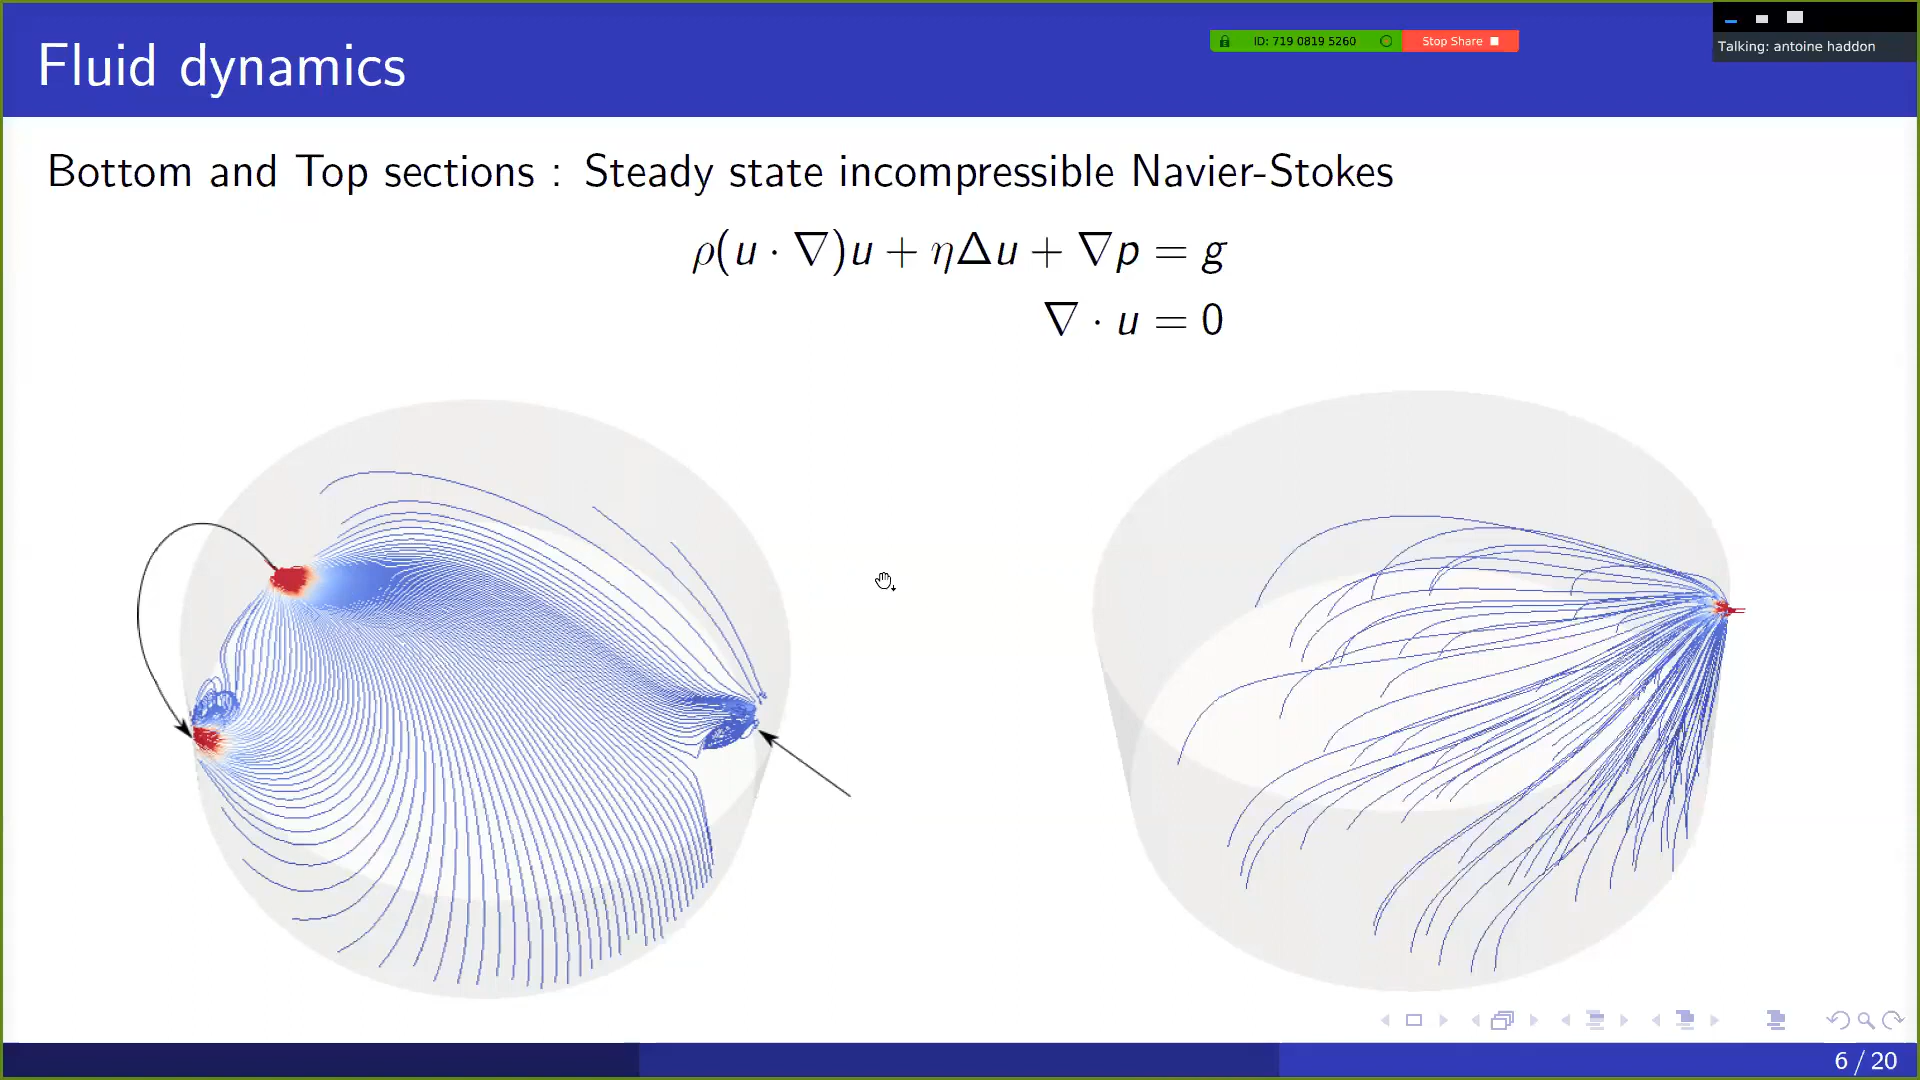 Fluid dynamics
ID: 719 0819 5260
Stop Share
Talking: antoine haddon
Bottom and Top sections : Steady state incompressible Navier-Stokes
ρ(u · ∇)u + ηΔu + ∇p = g
∇ · u = 0
6 / 20